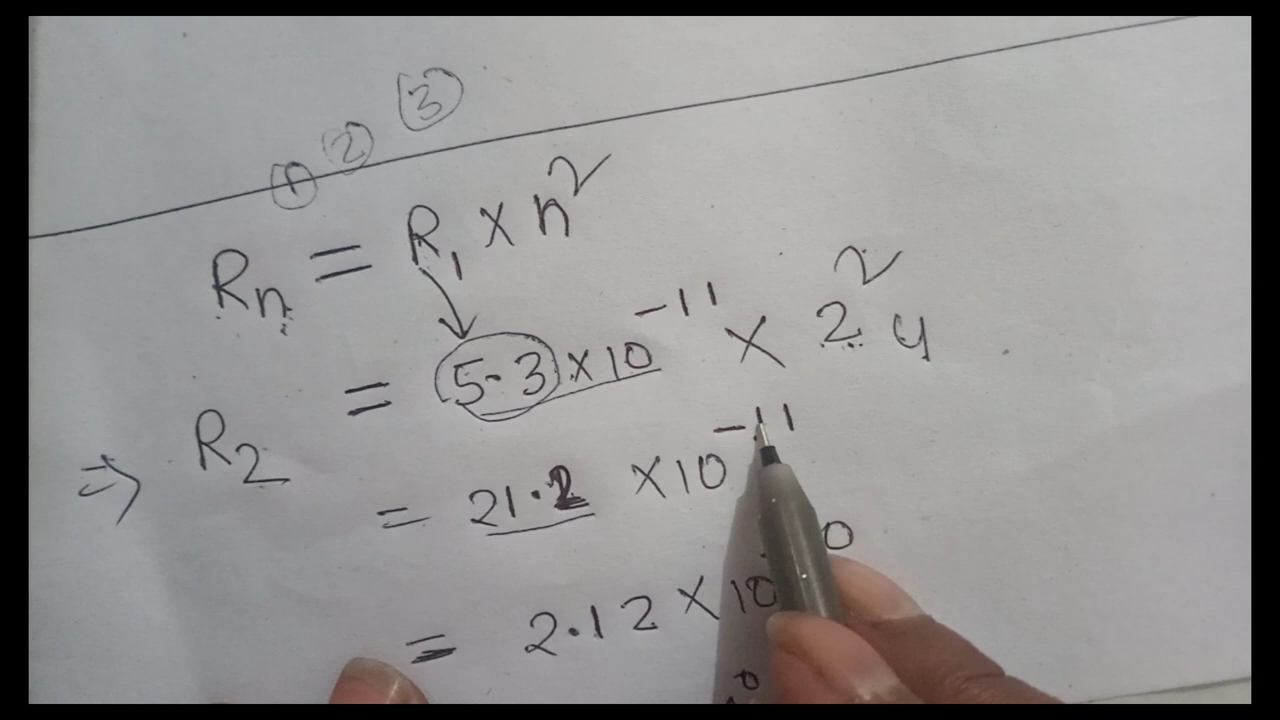 ① ② ③
Rn = R₁ × n²
= 5.3 × 10⁻¹¹ × 2² 4
⇒ R₂
= 21.2 × 10⁻¹¹
= 2.12 × 10